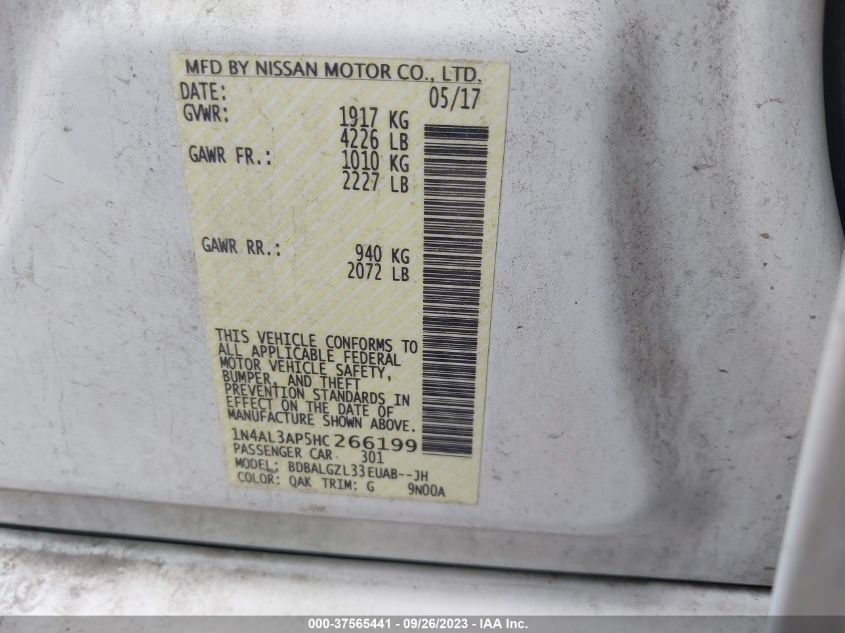 MFD BY NISSAN MOTOR CO., LTD.
DATE: 05/17
GVWR: 1917 KG
4226 LB
GAWR FR.: 1010 KG
2227 LB
GAWR RR.: 940 KG
2072 LB
THIS VEHICLE CONFORMS TO
ALL APPLICABLE FEDERAL
MOTOR VEHICLE SAFETY,
BUMPER, AND THEFT
PREVENTION STANDARDS IN
EFFECT ON THE DATE OF
MANUFACTURE SHOWN ABOVE.
1N4AL3AP5HC266199
PASSENGER CAR 301
MODEL: BDBALGZL33EUAB--JH
COLOR: QAK TRIM: G 9N00A
000-37565441 - 09/26/2023 - © IAA Inc.